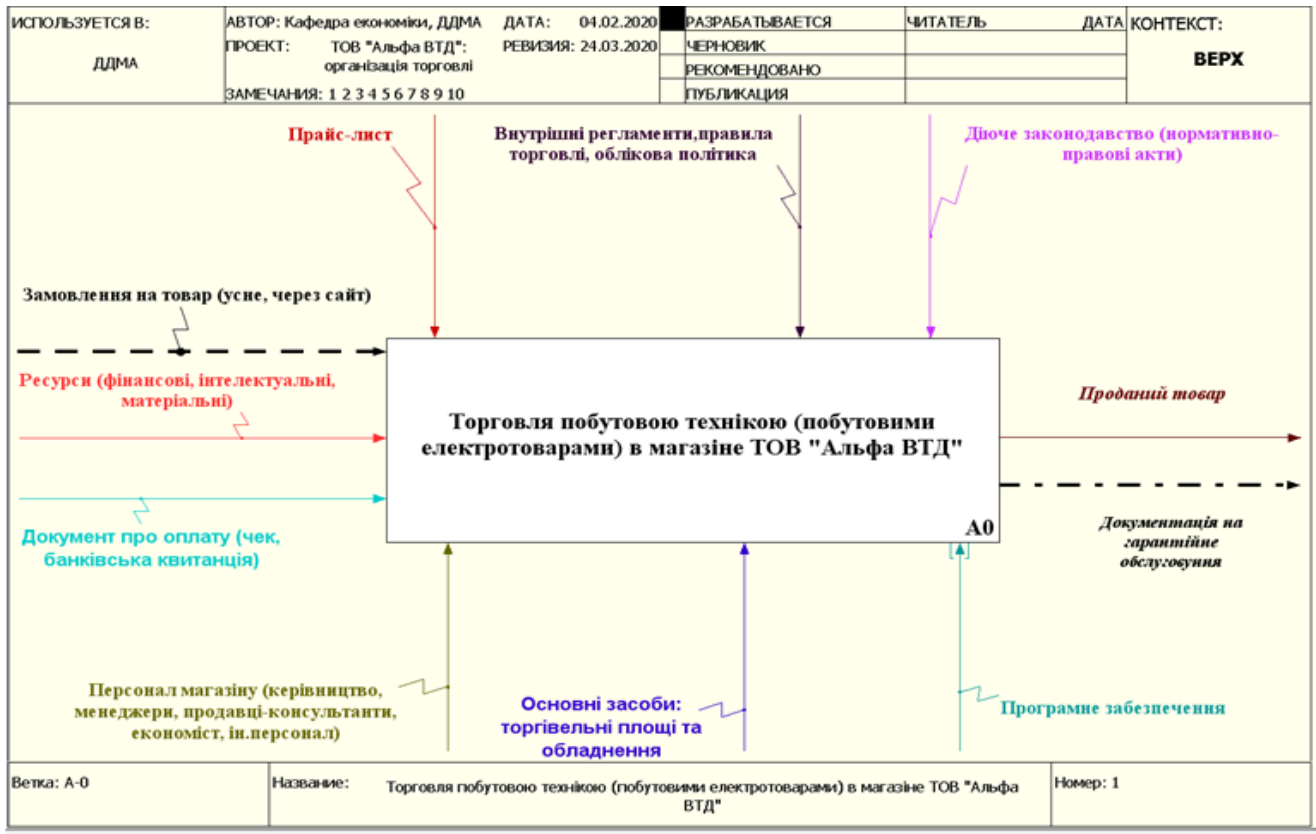 ИСПОЛЬЗУЕТСЯ В:
ДДМА
АВТОР: Кафедра економіки, ДДМА
ДАТА: 04.02.2020
ПРОЕКТ: ТОВ "Альфа ВТД":
організація торговлі
РЕВИЗИЯ: 24.03.2020
ЗАМЕЧАНИЯ: 1 2 3 4 5 6 7 8 9 10
РАЗРАБАТЫВАЕТСЯ
ЧЕРНОВИК
РЕКОМЕНДОВАНО
ПУБЛИКАЦИЯ
ЧИТАТЕЛЬ
ДАТА
КОНТЕКСТ:
ВЕРХ
Прайс-лист
Внутрішні регламенти,правила
торговлі, облікова політика
Діюче законодавство (нормативно-
правові акти)
Замовлення на товар (усне, через сайт)
Ресурси (фінансові, інтелектуальні,
матеріальні)
Документ про оплату (чек,
банківська квитанція)
Торговля побутовою технікою (побутовими
електротоварами) в магазіне ТОВ "Альфа ВТД"
A0
Проданий товар
Документація на
гарантійне
обслуговуння
Персонал магазіну (керівництво,
менеджери, продавці-консультанти,
економіст, ін.персонал)
Основні засоби:
торгівельні площі та
обладнення
Програмне забезпечення
Ветка: A-0
Название:
Торговля побутовою технікою (побутовими електротоварами) в магазіне ТОВ "Альфа
ВТД"
Номер: 1